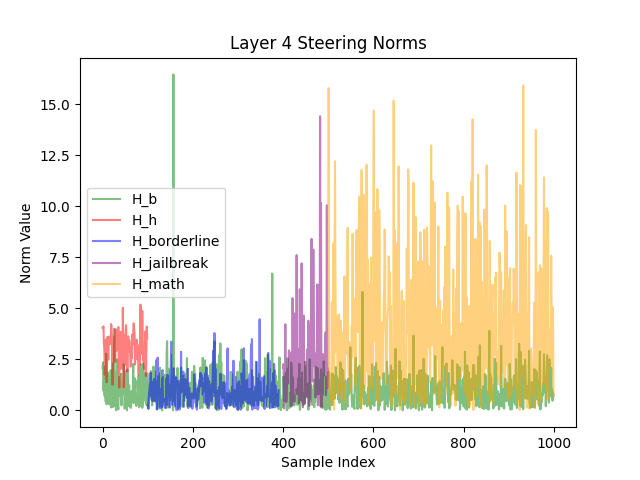 Layer 4 Steering Norms
Norm Value
15.0
12.5
10.0
7.5
5.0
2.5
0.0
H_b
H_h
H_borderline
H_jailbreak
H_math
0 200 400 600 800 1000
Sample Index